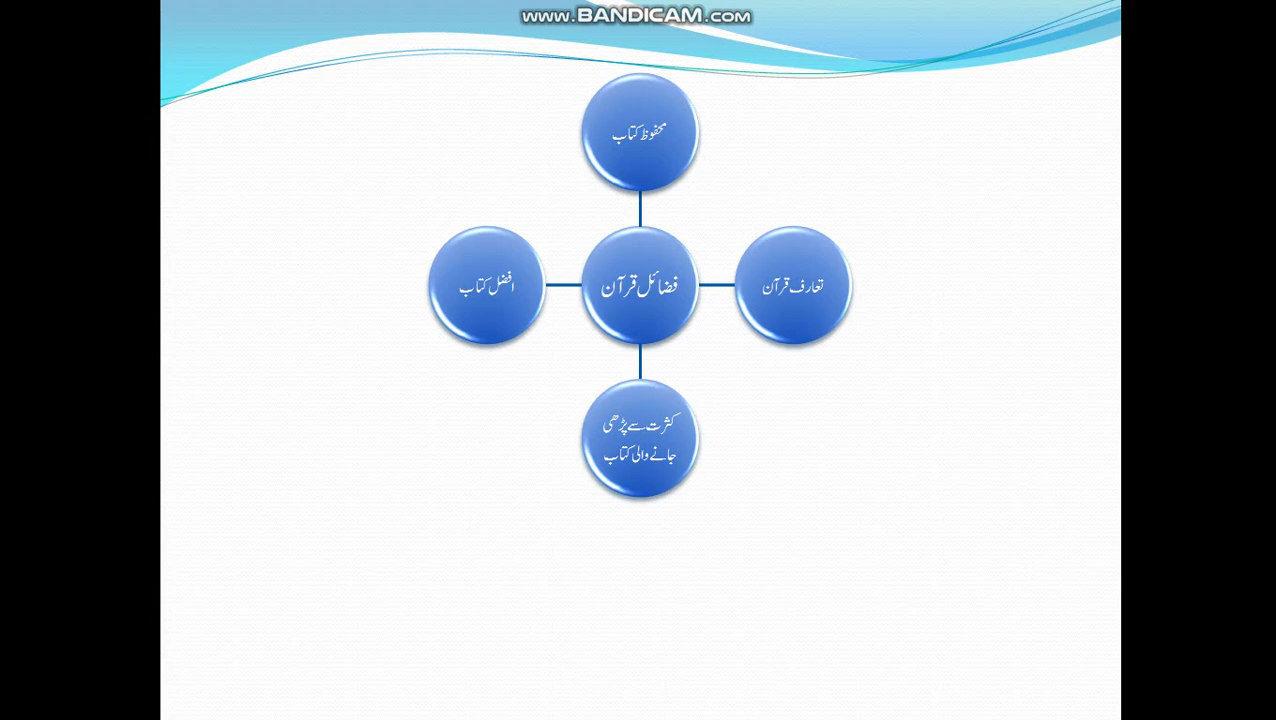 www.BANDICAM.com
محفوظ کتاب
تعارف قرآن
فضائل قرآن
افضل کتاب
کثرت سے پڑھی
جانے والی کتاب